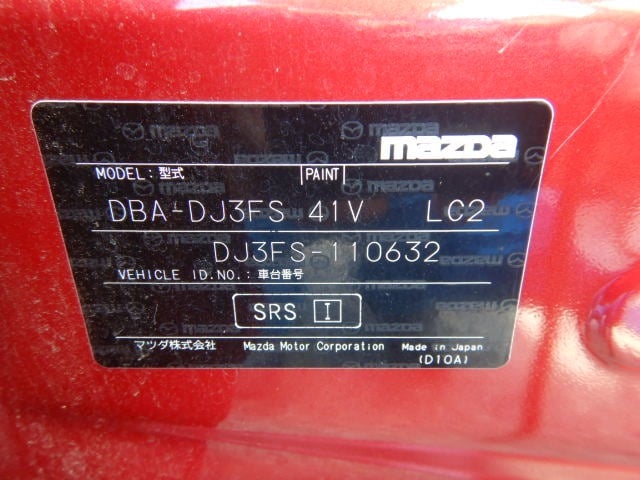 mazda
MODEL: 型式 PAINT
DBA-DJ3FS 41V LC2
DJ3FS-110632
VEHICLE ID.NO.: 車台番号
SRS I
マツダ株式会社 Mazda Motor Corporation Made in Japan
(D10A)